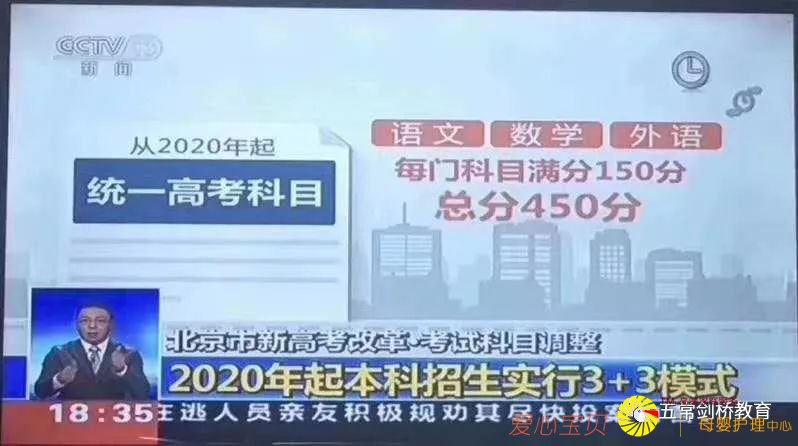 CCTV 13
新闻
语文 数学 外语
从2020年起
统一高考科目
每门科目满分150分
总分450分
北京市新高考改革·考试科目调整
2020年起本科招生实行3+3模式
18:35
在逃人员亲友积极规劝其尽快投案
爱心宝贝
五常剑桥教育
母婴护理中心